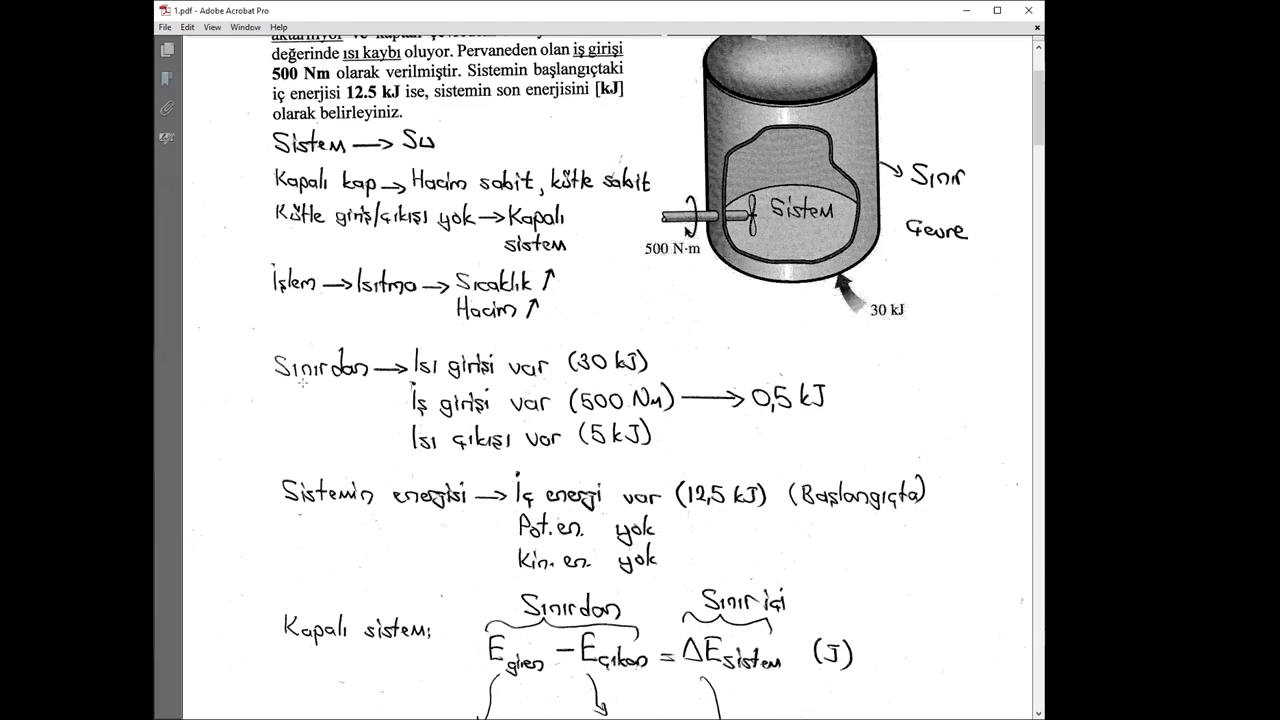 1.pdf - Adobe Acrobat Pro
File Edit View Window Help
değerinde ısı kaybı oluyor. Pervaneden olan iş girişi
500 Nm olarak verilmiştir. Sistemin başlangıçtaki
iç enerjisi 12.5 kJ ise, sistemin son enerjisini [kJ]
olarak belirleyiniz.
Sistem → Su
Kapalı kap → Hacim sabit, kütle sabit
Kütle giriş/çıkışı yok → Kapalı
sistem
İşlem → Isıtma → Sıcaklık ↑
Hacim ↑
Sistem
Sınır
Çevre
500 N·m
30 kJ
Sınırdan → Isı girişi var (30 kJ)
İş girişi var (500 Nm) → 0,5 kJ
Isı çıkışı var (5 kJ)
Sistemin enerjisi → İç enerji var (12,5 kJ) (Başlangıçta)
Pot. en. yok
Kin. en. yok
Sınırdan Sınır içi
Kapalı sistem; E giren − E çıkan = ΔE sistem (J)